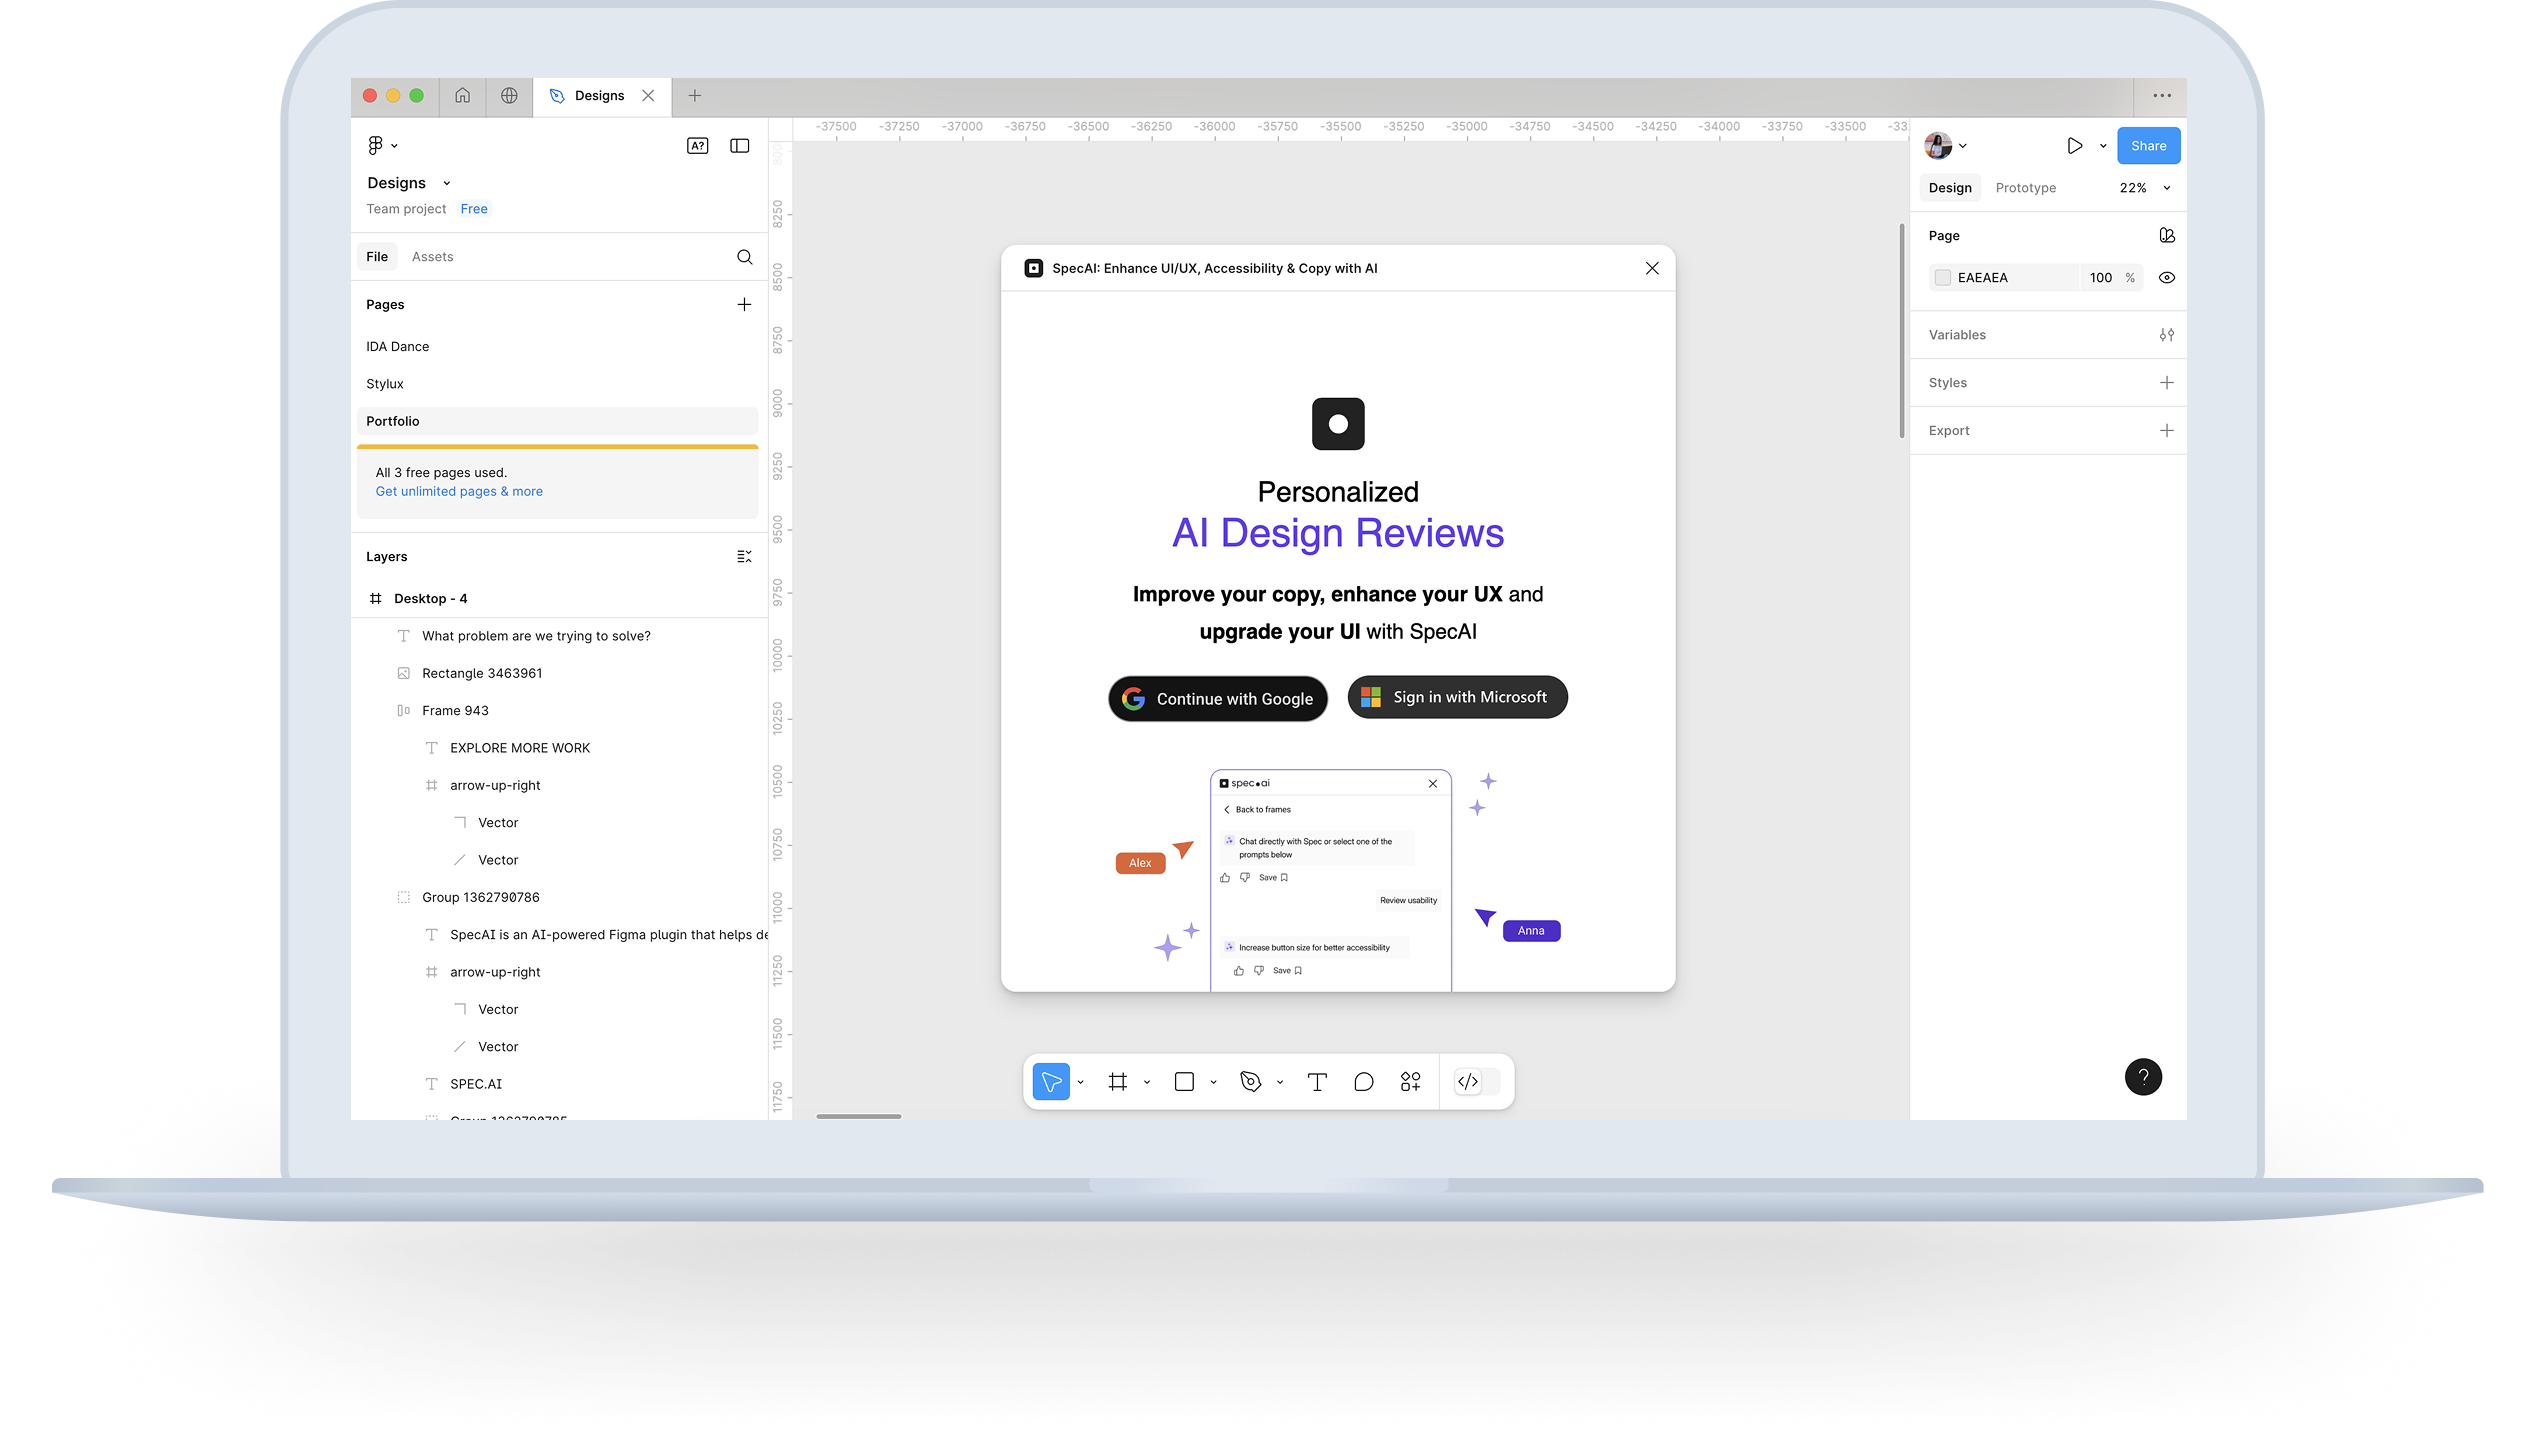 Designs
-37500 -37250 -37000 -36750 -36500 -36250 -36000 -35750 -35500 -35250 -35000 -34750 -34500 -34250 -34000 -33750 -33500
A?
Designs
Team project Free
File Assets
Pages
IDA Dance
Stylux
Portfolio
All 3 free pages used.
Get unlimited pages & more
Layers
Desktop - 4
What problem are we trying to solve?
Rectangle 3463961
Frame 943
EXPLORE MORE WORK
arrow-up-right
Vector
Vector
Group 1362790786
SpecAI is an AI-powered Figma plugin that helps de
arrow-up-right
Vector
Vector
SPEC.AI
Group 1362790785
8250
8500
8750
9000
9250
9500
9750
10000
10250
10500
10750
11000
11250
11500
11750
SpecAI: Enhance UI/UX, Accessibility & Copy with AI
Personalized
AI Design Reviews
Improve your copy, enhance your UX and
upgrade your UI with SpecAI
Continue with Google
Sign in with Microsoft
spec●ai
Back to frames
Chat directly with Spec or select one of the
prompts below
Save
Review usability
Increase button size for better accessibility
Save
Alex
Anna
Share
Design Prototype 22%
Page
EAEAEA 100 %
Variables
Styles
Export
?